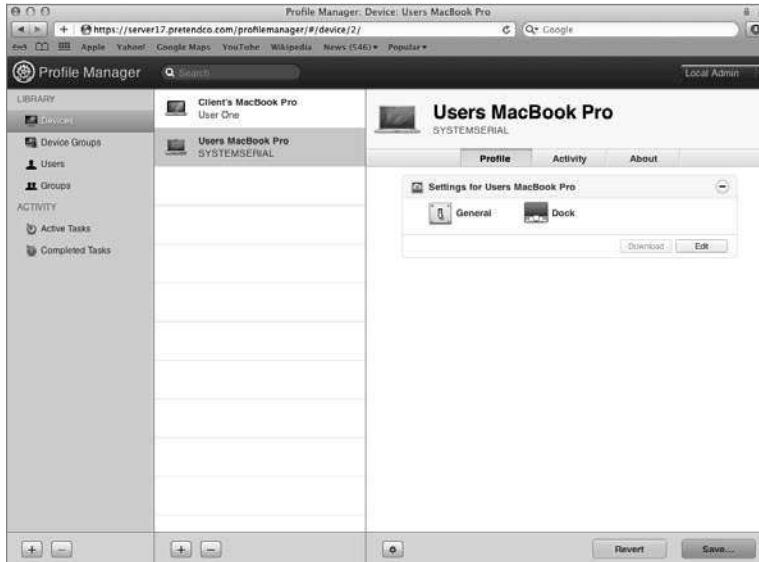 Profile Manager: Device: Users MacBook Pro
https://server17.pretendco.com/profilemanager/#/device/2/
Google
Apple Yahoo! Google Maps YouTube Wikipedia News (546) Popular
Profile Manager
Search
Local Admin
LIBRARY
Devices
Device Groups
Users
Groups
ACTIVITY
Active Tasks
Completed Tasks
Client's MacBook Pro
User One
Users MacBook Pro
SYSTEMSERIAL
Users MacBook Pro
SYSTEMSERIAL
Profile Activity About
Settings for Users MacBook Pro
General Dock
Download Edit
Revert Save...